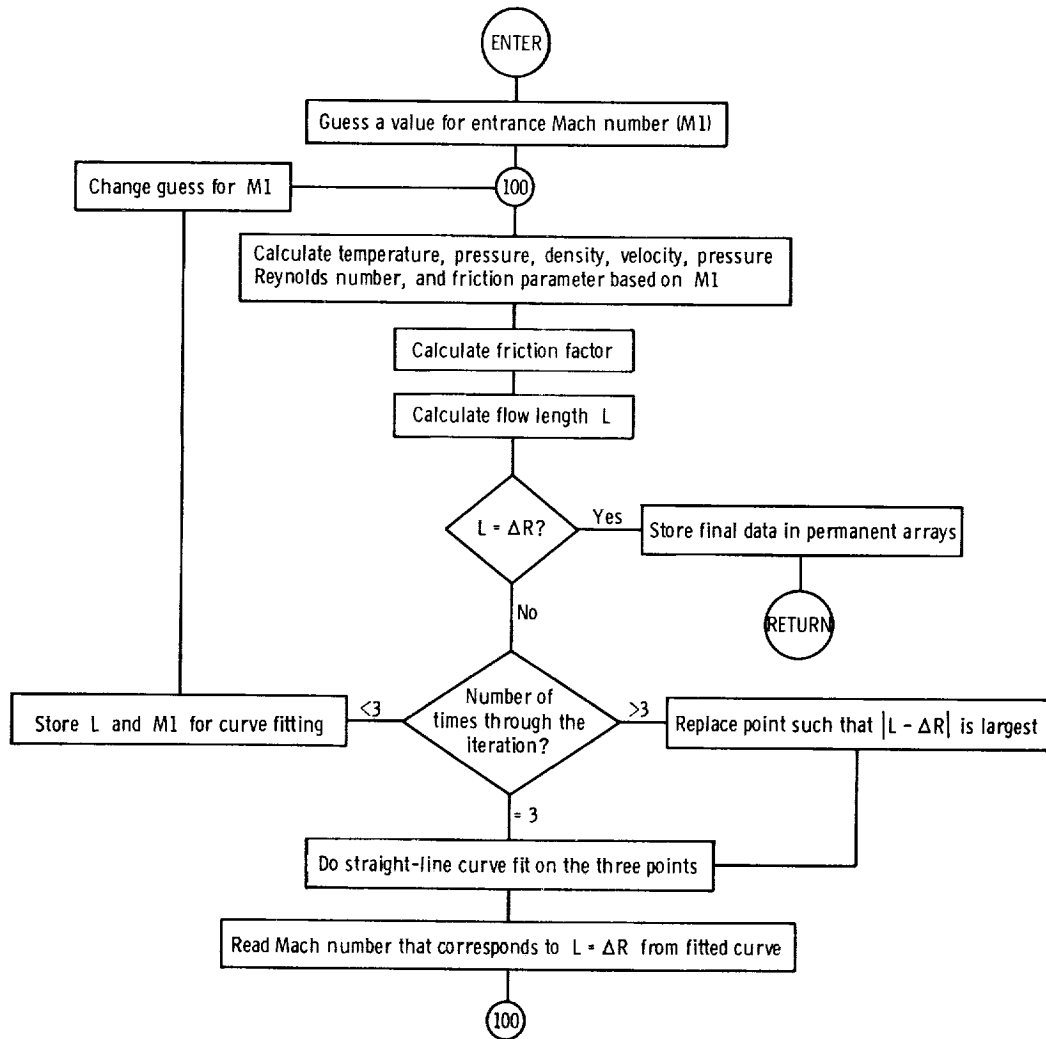 ENTER
Guess a value for entrance Mach number (M1)
Change guess for M1
100
Calculate temperature, pressure, density, velocity, pressure
Reynolds number, and friction parameter based on M1
Calculate friction factor
Calculate flow length L
L = ΔR?
Yes
Store final data in permanent arrays
No
RETURN
Number of
times through the
iteration?
<3
Store L and M1 for curve fitting
>3
Replace point such that |L - ΔR| is largest
= 3
Do straight-line curve fit on the three points
Read Mach number that corresponds to L = ΔR from fitted curve
100